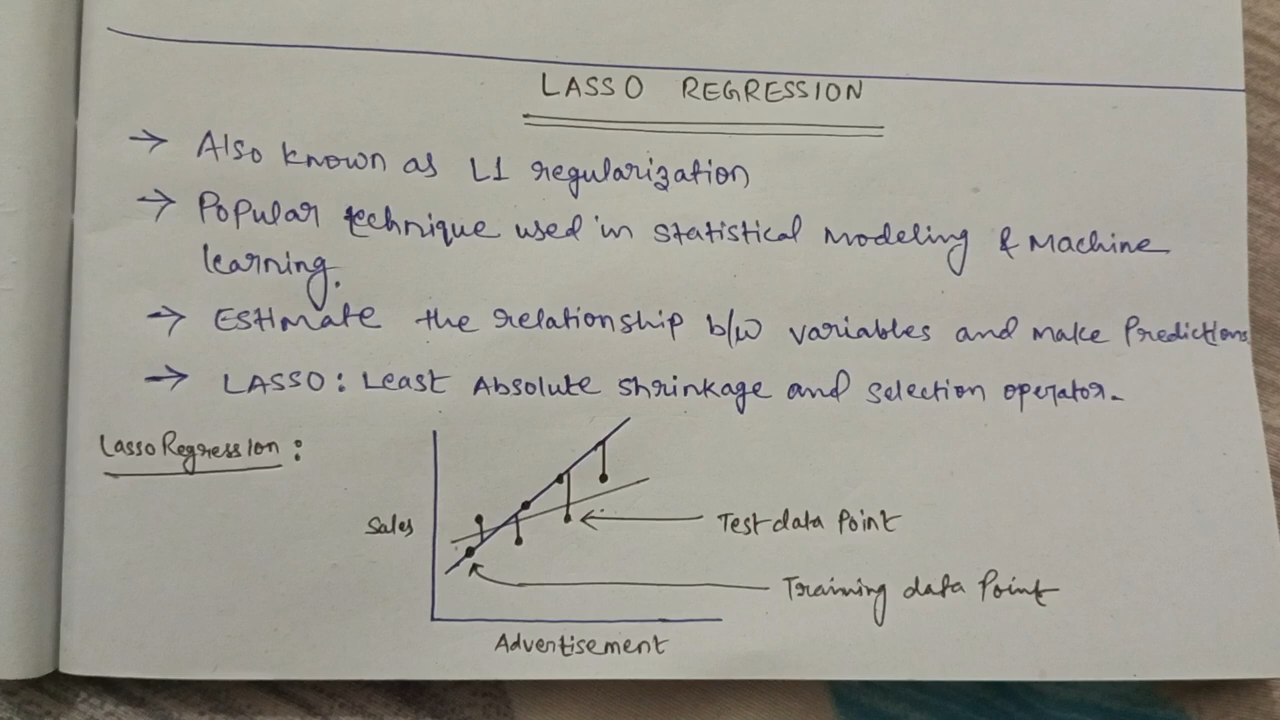 LASSO REGRESSION
→ Also known as L1 regularization
→ Popular technique used in statistical modeling & Machine
learning.
→ Estimate the relationship b/w variables and make Predictions
→ LASSO: Least Absolute Shrinkage and selection operator.
Lasso Regression:
Sales
Test data Point
Training data Point
Advertisement